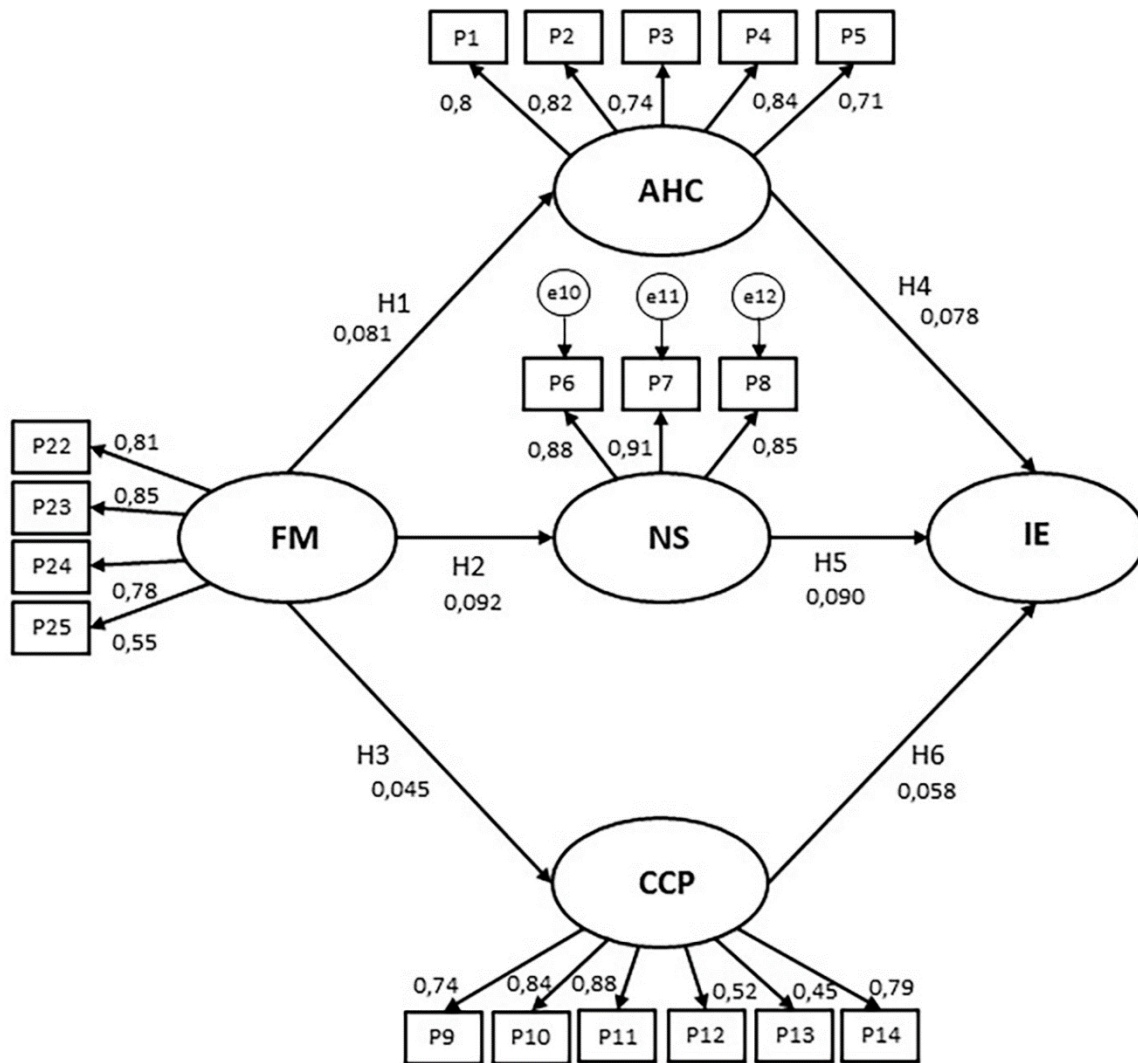 P1 P2 P3 P4 P5
0,8 0,82 0,74 0,84 0,71
AHC
e10 e11 e12
H1
0,081
H4
0,078
P6 P7 P8
0,88 0,91 0,85
P22 0,81
P23 0,85
P24
0,78
P25
0,55
FM
NS
IE
H2
0,092
H5
0,090
H3
0,045
H6
0,058
CCP
0,74 0,84 0,88 0,52 0,45 0,79
P9 P10 P11 P12 P13 P14